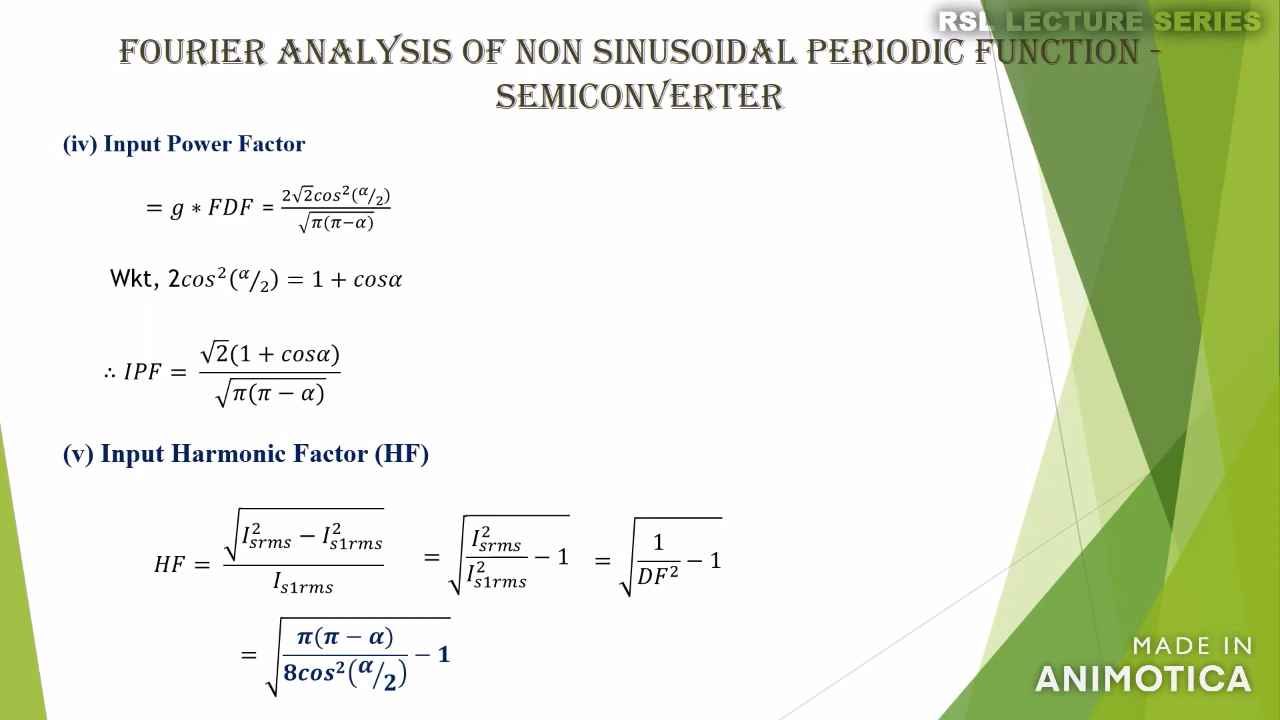 RSL LECTURE SERIES
FOURIER ANALYSIS OF NON SINUSOIDAL PERIODIC FUNCTION -
SEMICONVERTER
(iv) Input Power Factor
= g ∗ FDF = 2√2cos²(α/2) / √(π(π−α))
Wkt, 2cos²(α/2) = 1 + cosα
∴ IPF = √2(1 + cosα) / √(π(π − α))
(v) Input Harmonic Factor (HF)
HF = √(I²srms − I²s1rms) / Is1rms = √(I²srms / I²s1rms − 1) = √(1 / DF² − 1)
= √(π(π − α) / 8cos²(α/2) − 1)
MADE IN
ANIMOTICA